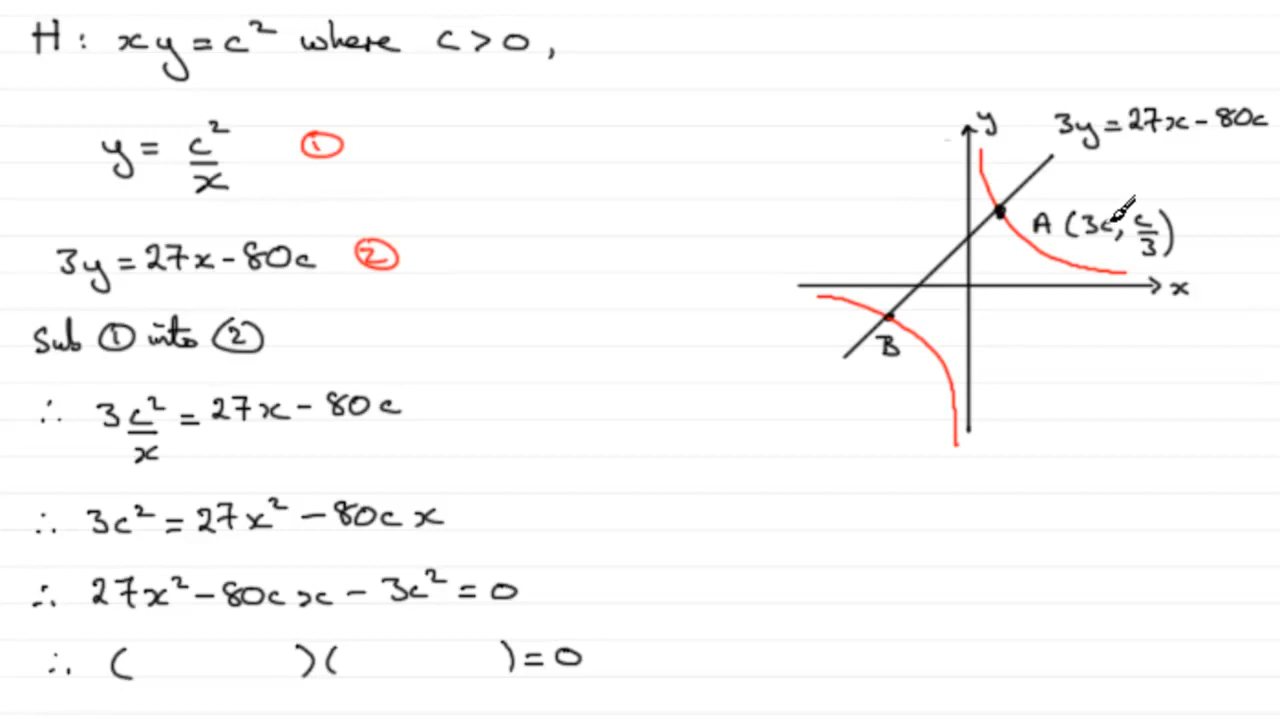 H : xy = c² where c > 0 ,
y = c²/x ①
3y = 27x - 80c ②
Sub ① into ②
∴ 3c²/x = 27x - 80c
∴ 3c² = 27x² - 80cx
∴ 27x² - 80cx - 3c² = 0
∴ ( )( ) = 0
y
3y = 27x - 80c
A (3c, c/3)
x
B